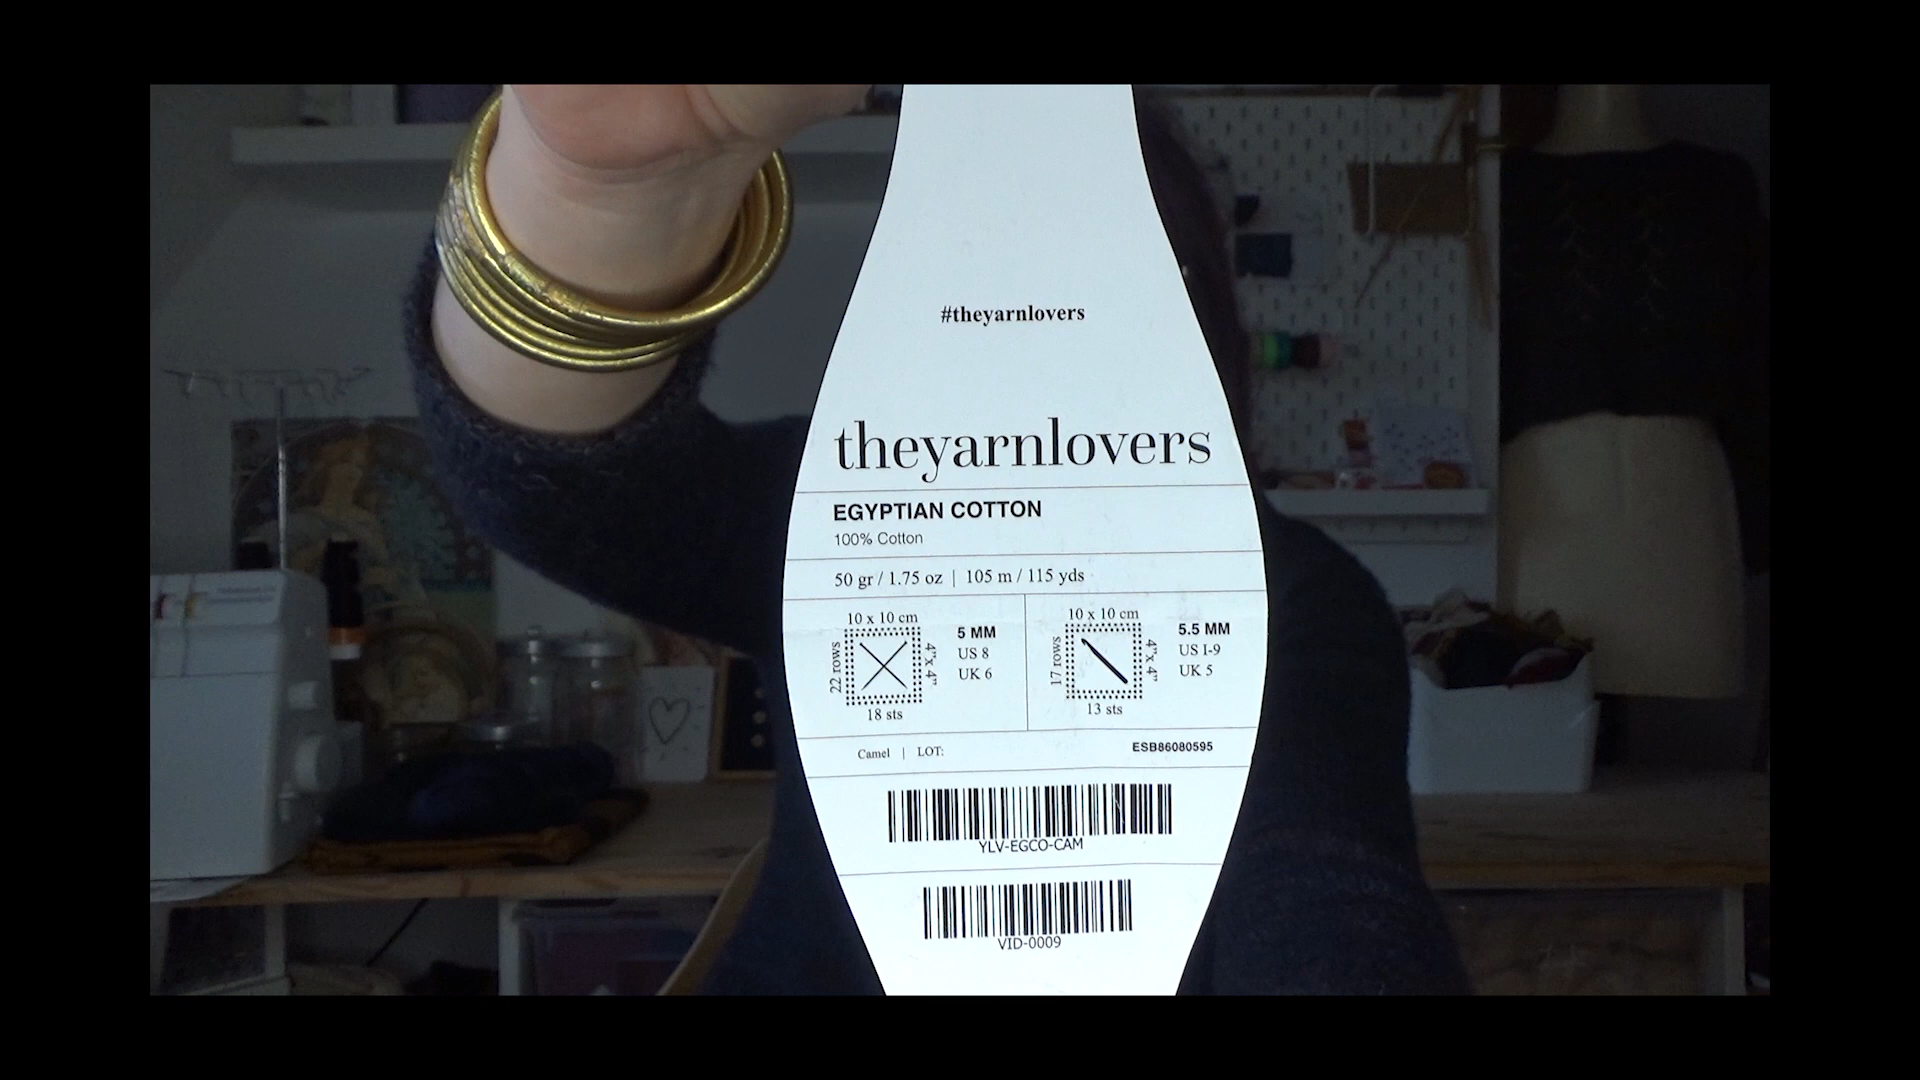 #theyarnlovers
theyarnlovers
EGYPTIAN COTTON
100% Cotton
50 gr / 1.75 oz | 105 m / 115 yds
10 x 10 cm
22 rows
4”x 4”
18 sts
5 MM
US 8
UK 6
10 x 10 cm
17 rows
4”x 4”
13 sts
5.5 MM
US I-9
UK 5
Camel | LOT: ESB86080595
YLV-EGCO-CAM
VID-0009